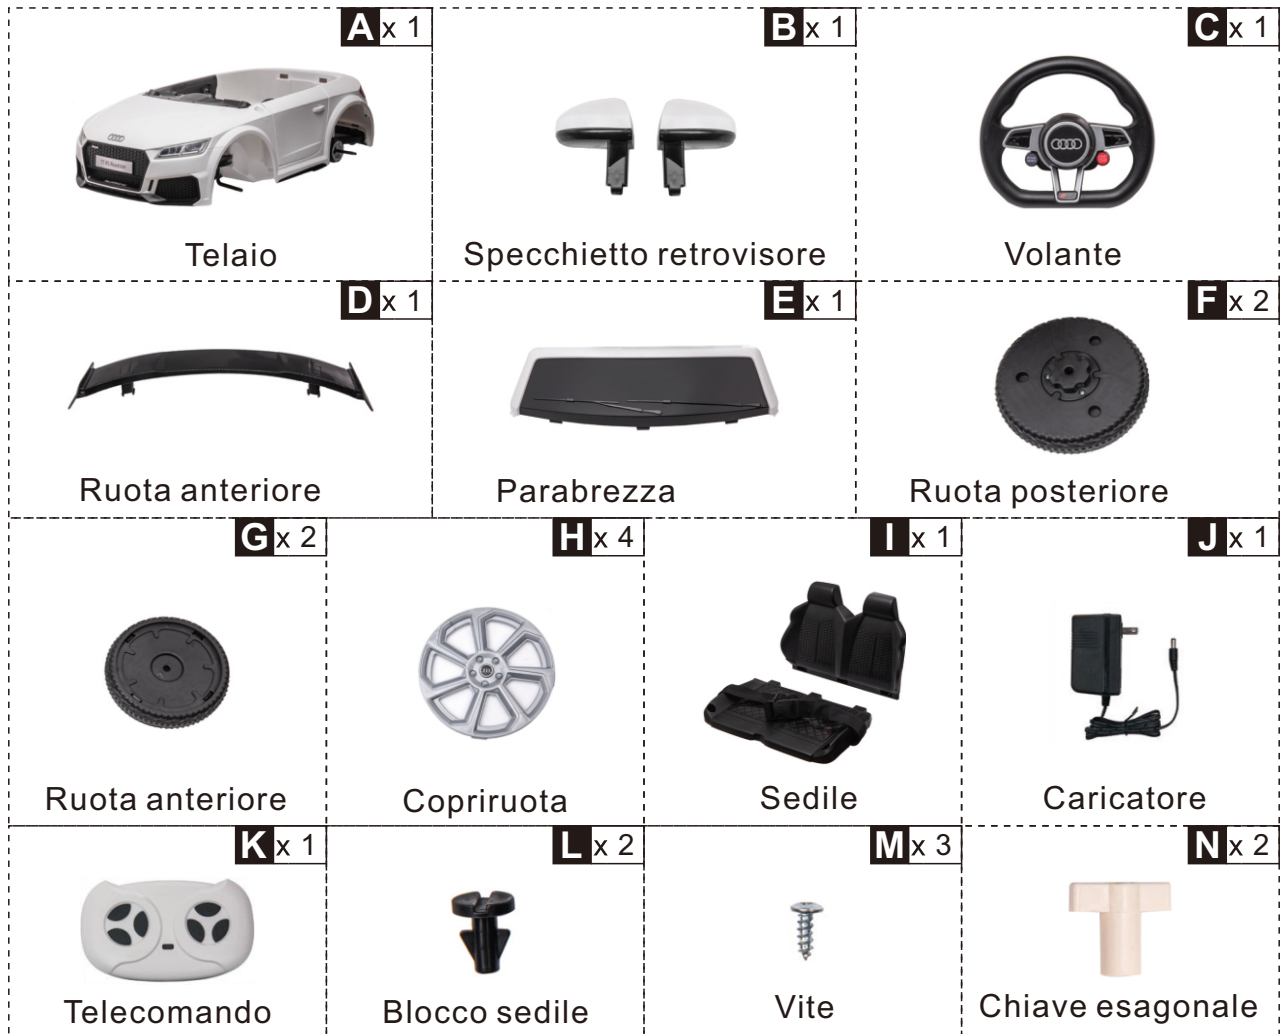 A x 1
B x 1
C x 1
Telaio
Specchietto retrovisore
Volante
D x 1
E x 1
F x 2
Ruota anteriore
Parabrezza
Ruota posteriore
G x 2
H x 4
I x 1
J x 1
Ruota anteriore
Copriruota
Sedile
Caricatore
K x 1
L x 2
M x 3
N x 2
Telecomando
Blocco sedile
Vite
Chiave esagonale